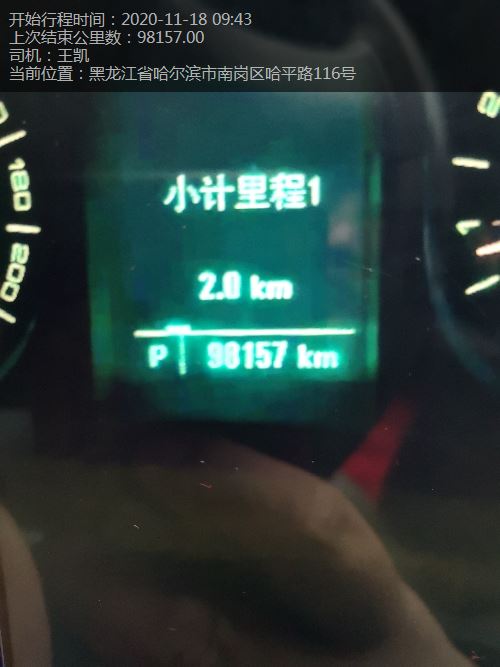 开始行程时间：2020-11-18 09:43
上次结束公里数：98157.00
司机：王凯
当前位置：黑龙江省哈尔滨市南岗区哈平路116号
180
200
小计里程1
2.0 km
P 98157 km
1